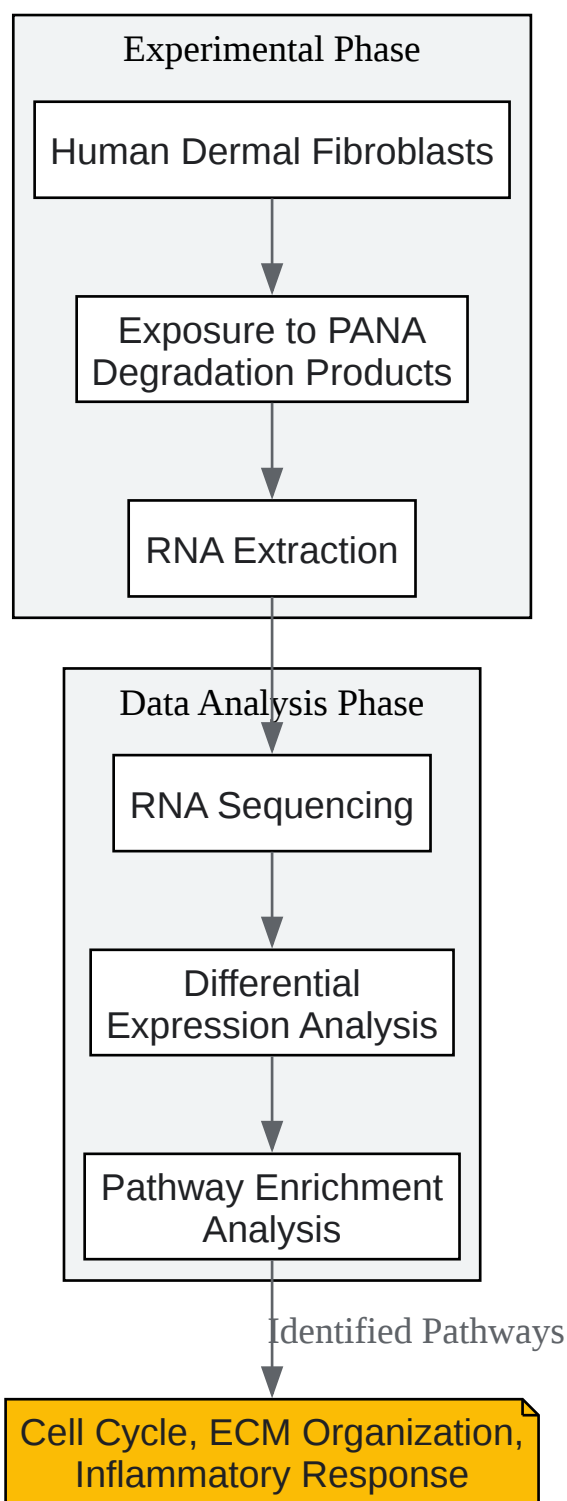 Experimental Phase
Human Dermal Fibroblasts
Exposure to PANA
Degradation Products
RNA Extraction
Data Analysis Phase
RNA Sequencing
Differential
Expression Analysis
Pathway Enrichment
Analysis
Identified Pathways
Cell Cycle, ECM Organization,
Inflammatory Response